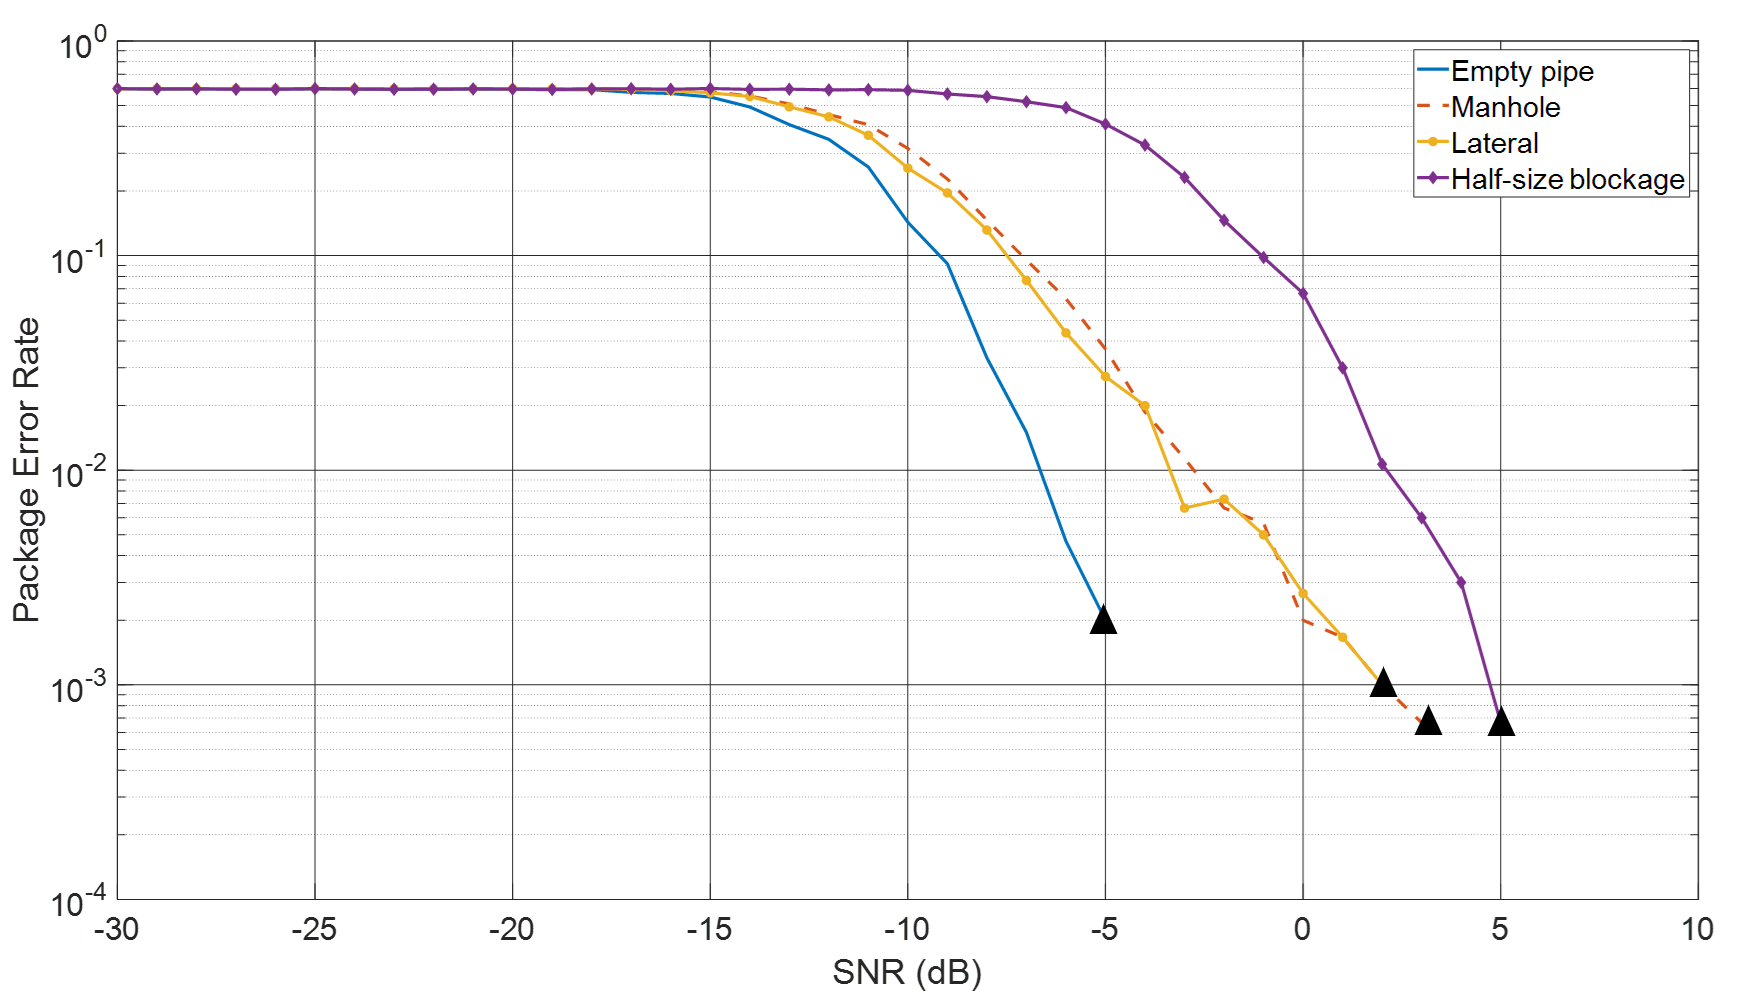 10^0
10^-1
10^-2
10^-3
10^-4
Package Error Rate
Empty pipe
Manhole
Lateral
Half-size blockage
-30 -25 -20 -15 -10 -5 0 5 10
SNR (dB)